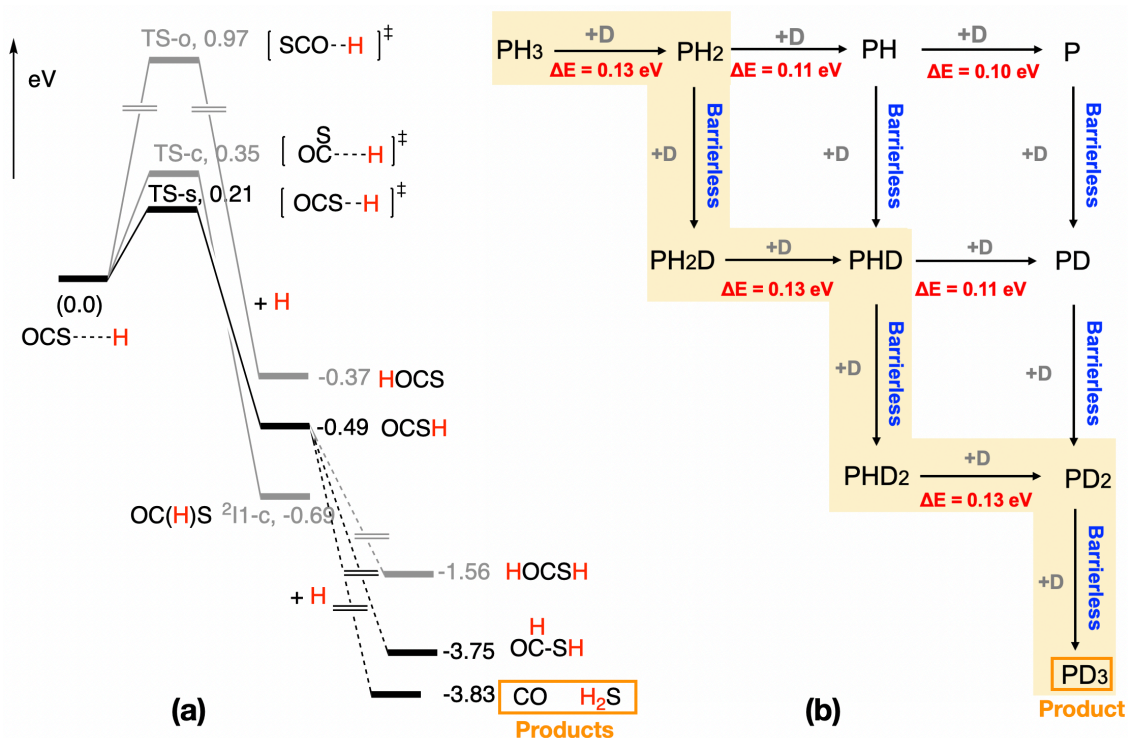 eV
TS-o, 0.97
[ SCO--H ]‡
TS-c, 0.35
S
[ OC----H ]‡
TS-s, 0.21
[ OCS--H ]‡
(0.0)
OCS-----H
+ H
-0.37 HOCS
-0.49 OCSH
OC(H)S ²I1-c, -0.69
-1.56 HOCSH
+ H
H
-3.75 OC-SH
-3.83 CO H₂S
Products
(a)
PH3 +D PH2 +D PH +D P
ΔE = 0.13 eV ΔE = 0.11 eV ΔE = 0.10 eV
+D Barrierless +D Barrierless +D Barrierless
PH2D +D PHD +D PD
ΔE = 0.13 eV ΔE = 0.11 eV
+D Barrierless +D Barrierless
PHD2 +D PD2
ΔE = 0.13 eV
+D Barrierless
PD3
Product
(b)